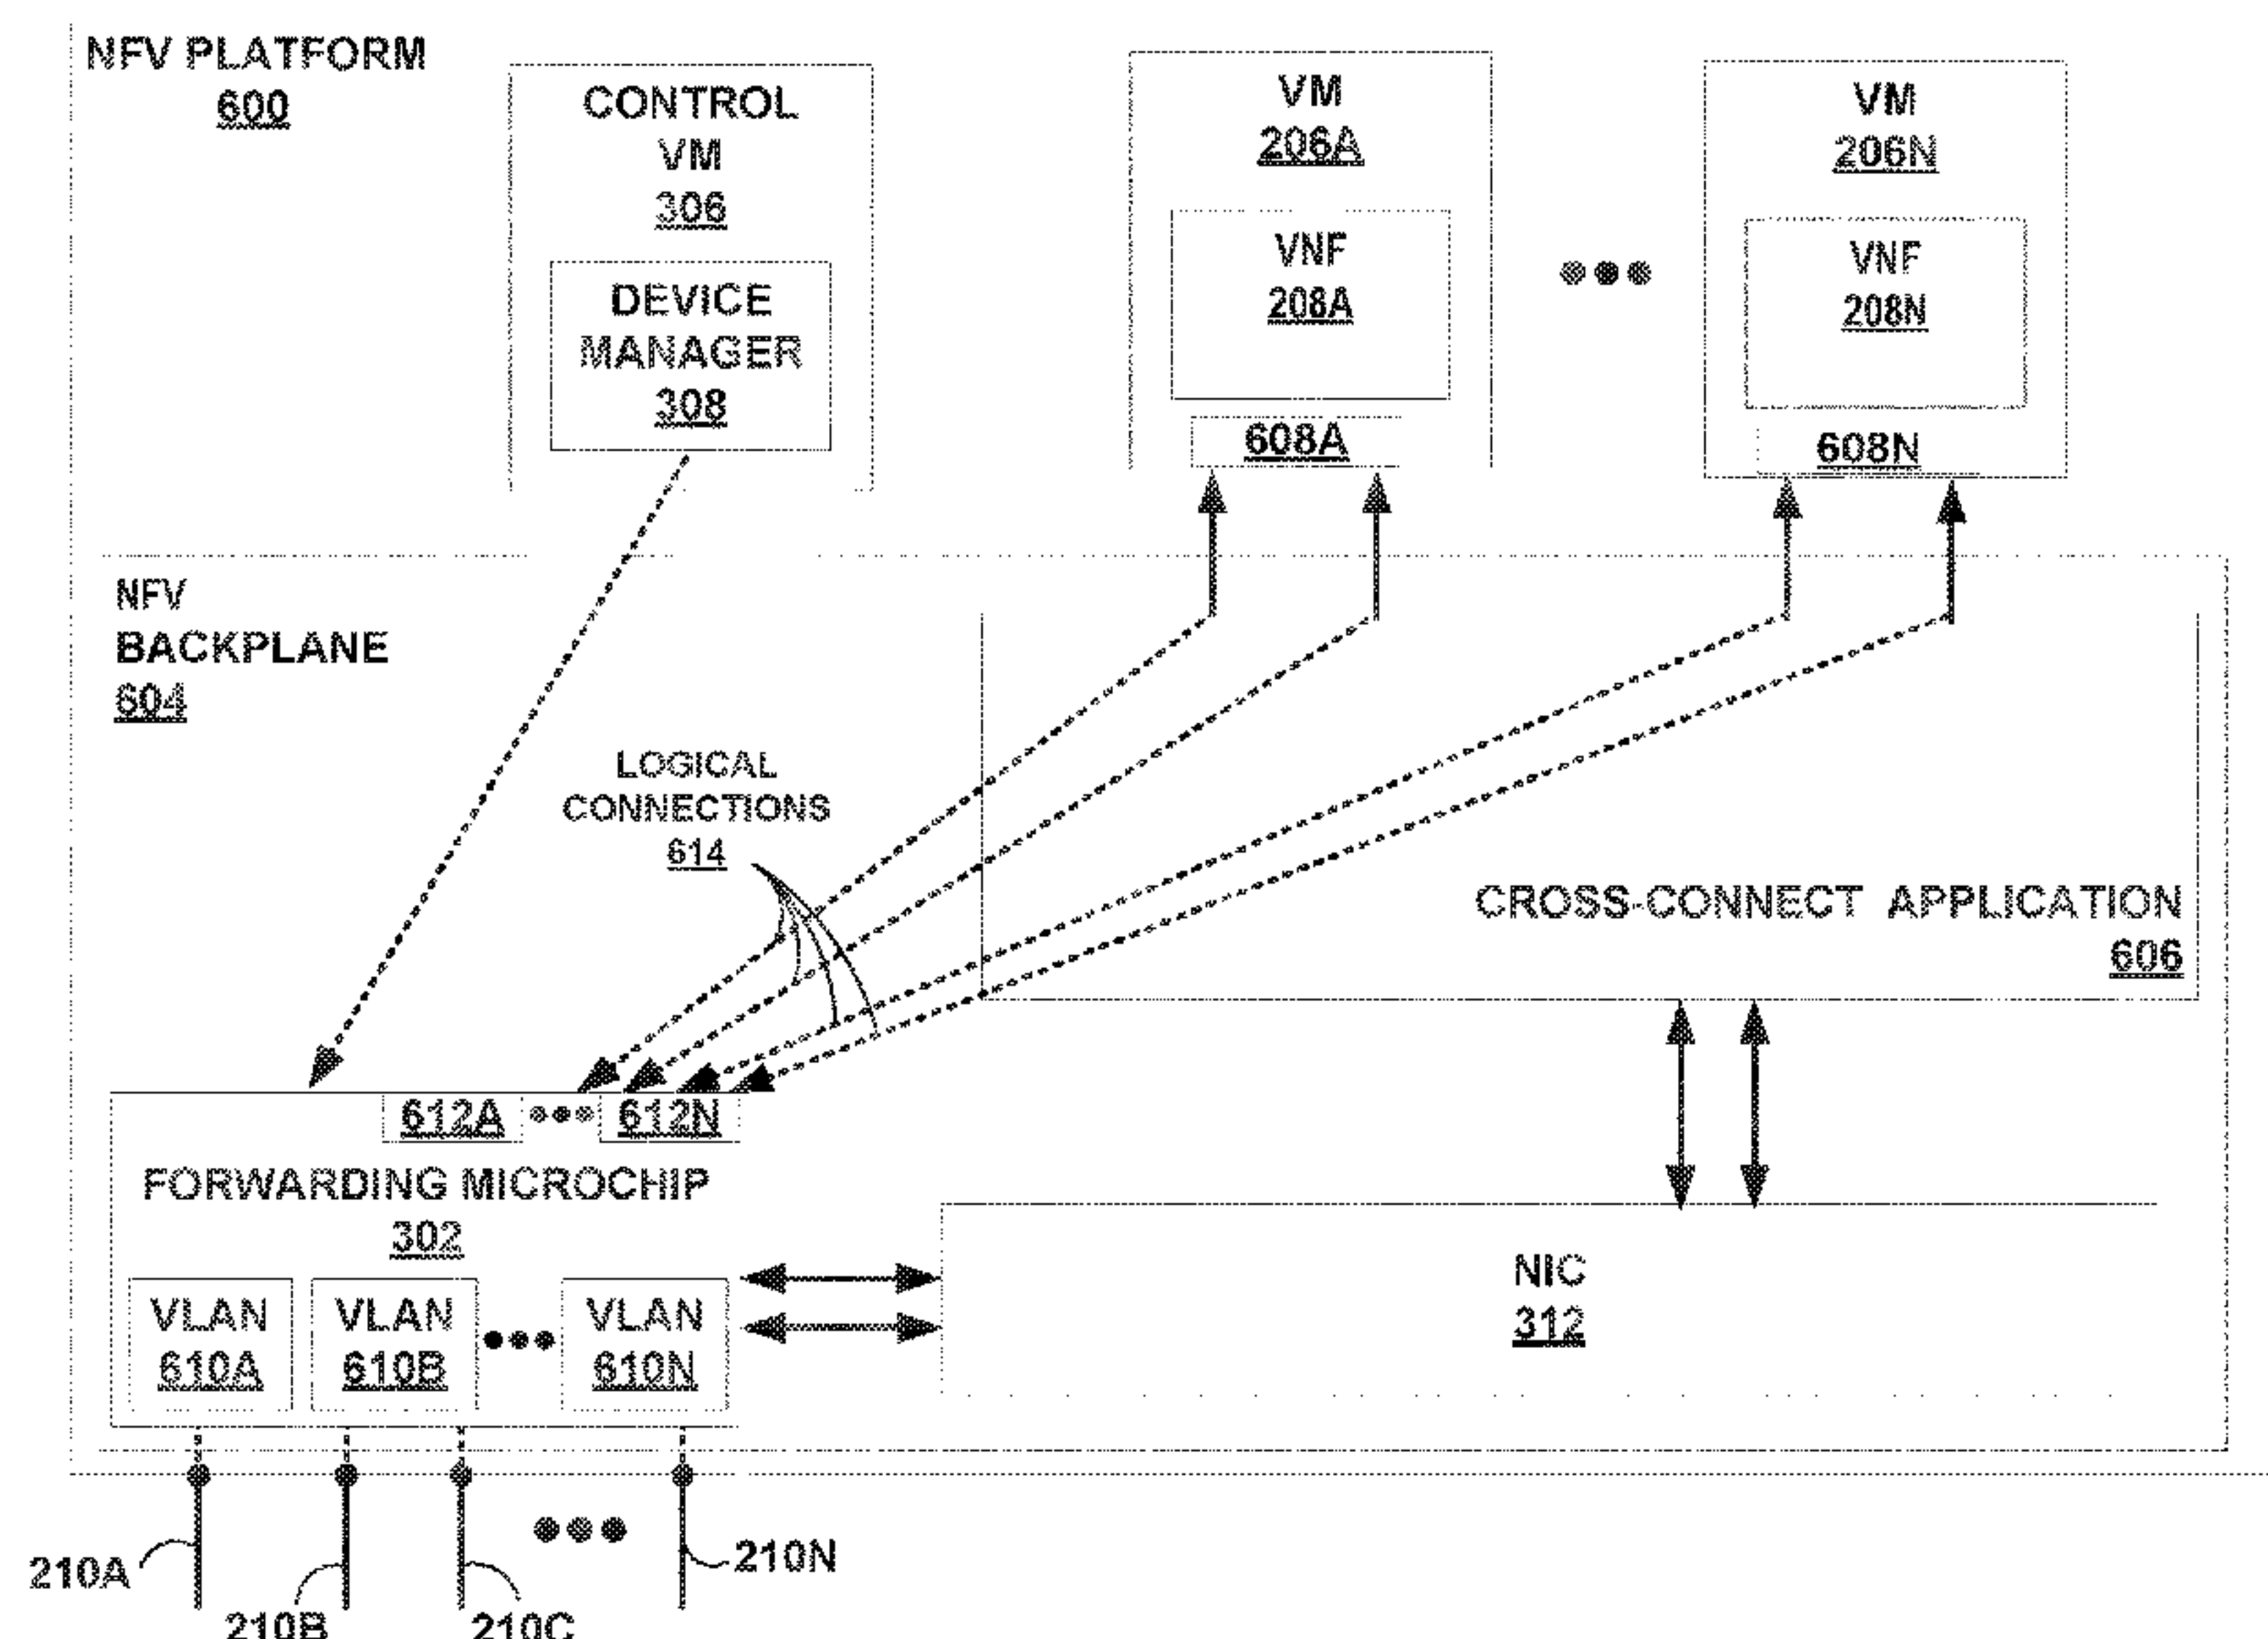 NFV PLATFORM
600
CONTROL
VM
306
DEVICE
MANAGER
308
VM
206A
VNF
208A
608A
VM
206N
VNF
208N
608N
NFV
BACKPLANE
604
LOGICAL
CONNECTIONS
614
CROSS-CONNECT APPLICATION
606
612A
612N
FORWARDING MICROCHIP
302
VLAN
610A
VLAN
610B
VLAN
610N
NIC
312
210A
210B
210C
210N